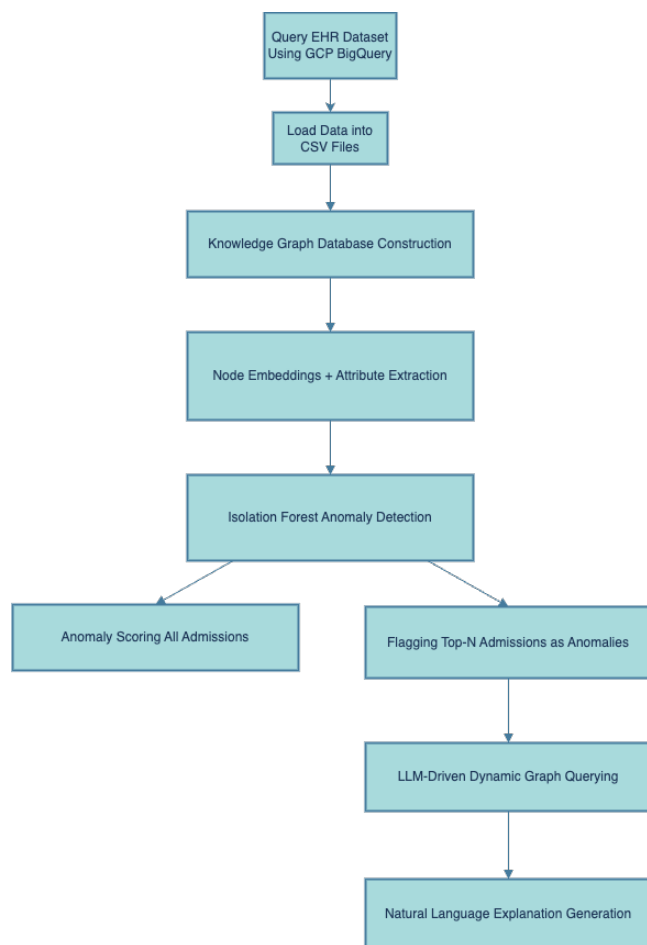 Query EHR Dataset
Using GCP BigQuery
Load Data into
CSV Files
Knowledge Graph Database Construction
Node Embeddings + Attribute Extraction
Isolation Forest Anomaly Detection
Anomaly Scoring All Admissions
Flagging Top-N Admissions as Anomalies
LLM-Driven Dynamic Graph Querying
Natural Language Explanation Generation